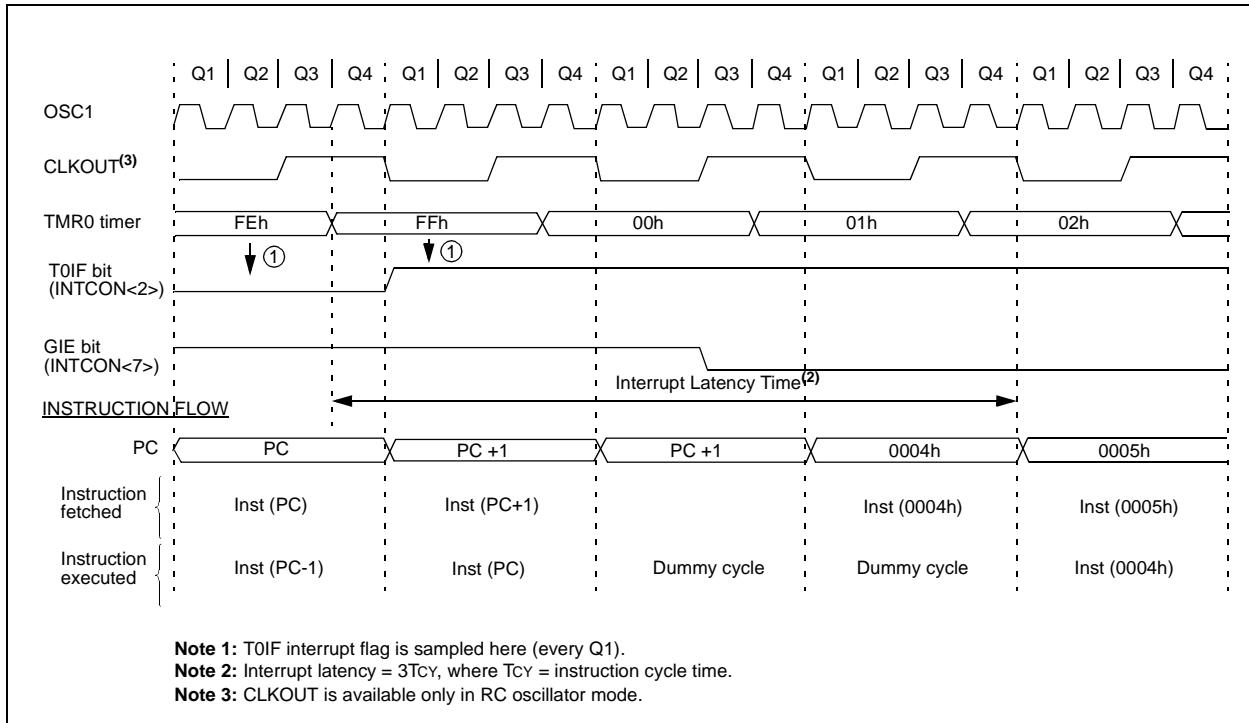 Q1 Q2 Q3 Q4 Q1 Q2 Q3 Q4 Q1 Q2 Q3 Q4 Q1 Q2 Q3 Q4 Q1 Q2 Q3 Q4
OSC1
CLKOUT(3)
TMR0 timer FEh FFh 00h 01h 02h
1 1
T0IF bit
(INTCON<2>)
GIE bit
(INTCON<7>)
Interrupt Latency Time(2)
INSTRUCTION FLOW
PC PC PC +1 PC +1 0004h 0005h
Instruction
fetched
Inst (PC) Inst (PC+1) Inst (0004h) Inst (0005h)
Instruction
executed
Inst (PC-1) Inst (PC) Dummy cycle Dummy cycle Inst (0004h)
Note 1: T0IF interrupt flag is sampled here (every Q1).
Note 2: Interrupt latency = 3TCY, where TCY = instruction cycle time.
Note 3: CLKOUT is available only in RC oscillator mode.